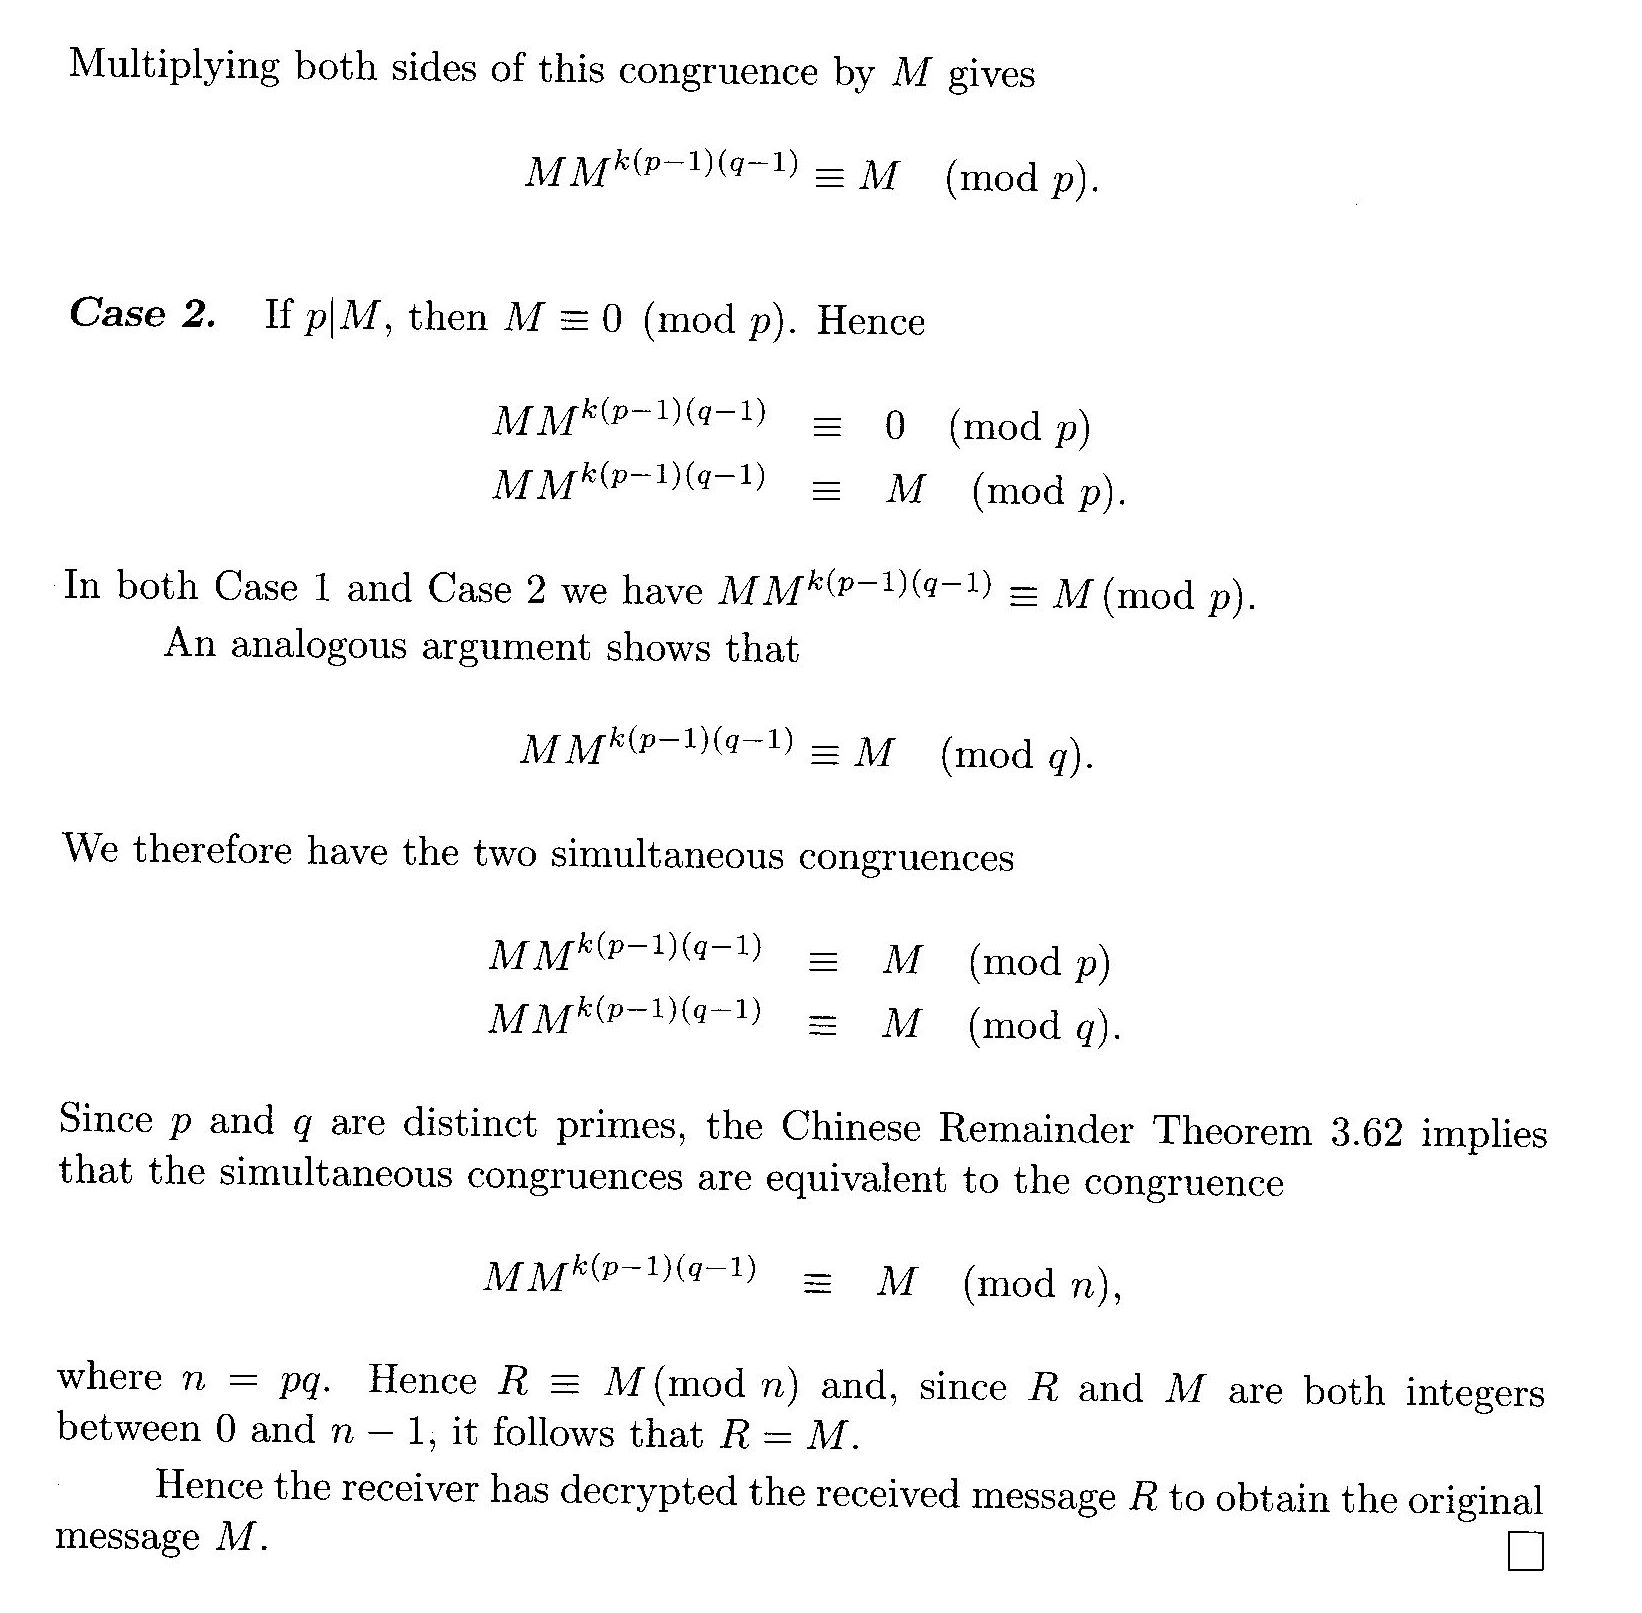 Multiplying both sides of this congruence by M gives
MM^{k(p−1)(q−1)} ≡ M (mod p).
Case 2. If p|M, then M ≡ 0 (mod p). Hence
MM^{k(p−1)(q−1)} ≡ 0 (mod p)
MM^{k(p−1)(q−1)} ≡ M (mod p).
In both Case 1 and Case 2 we have MM^{k(p−1)(q−1)} ≡ M (mod p).
An analogous argument shows that
MM^{k(p−1)(q−1)} ≡ M (mod q).
We therefore have the two simultaneous congruences
MM^{k(p−1)(q−1)} ≡ M (mod p)
MM^{k(p−1)(q−1)} ≡ M (mod q).
Since p and q are distinct primes, the Chinese Remainder Theorem 3.62 implies
that the simultaneous congruences are equivalent to the congruence
MM^{k(p−1)(q−1)} ≡ M (mod n),
where n = pq. Hence R ≡ M (mod n) and, since R and M are both integers
between 0 and n − 1, it follows that R = M.
Hence the receiver has decrypted the received message R to obtain the original
message M. □